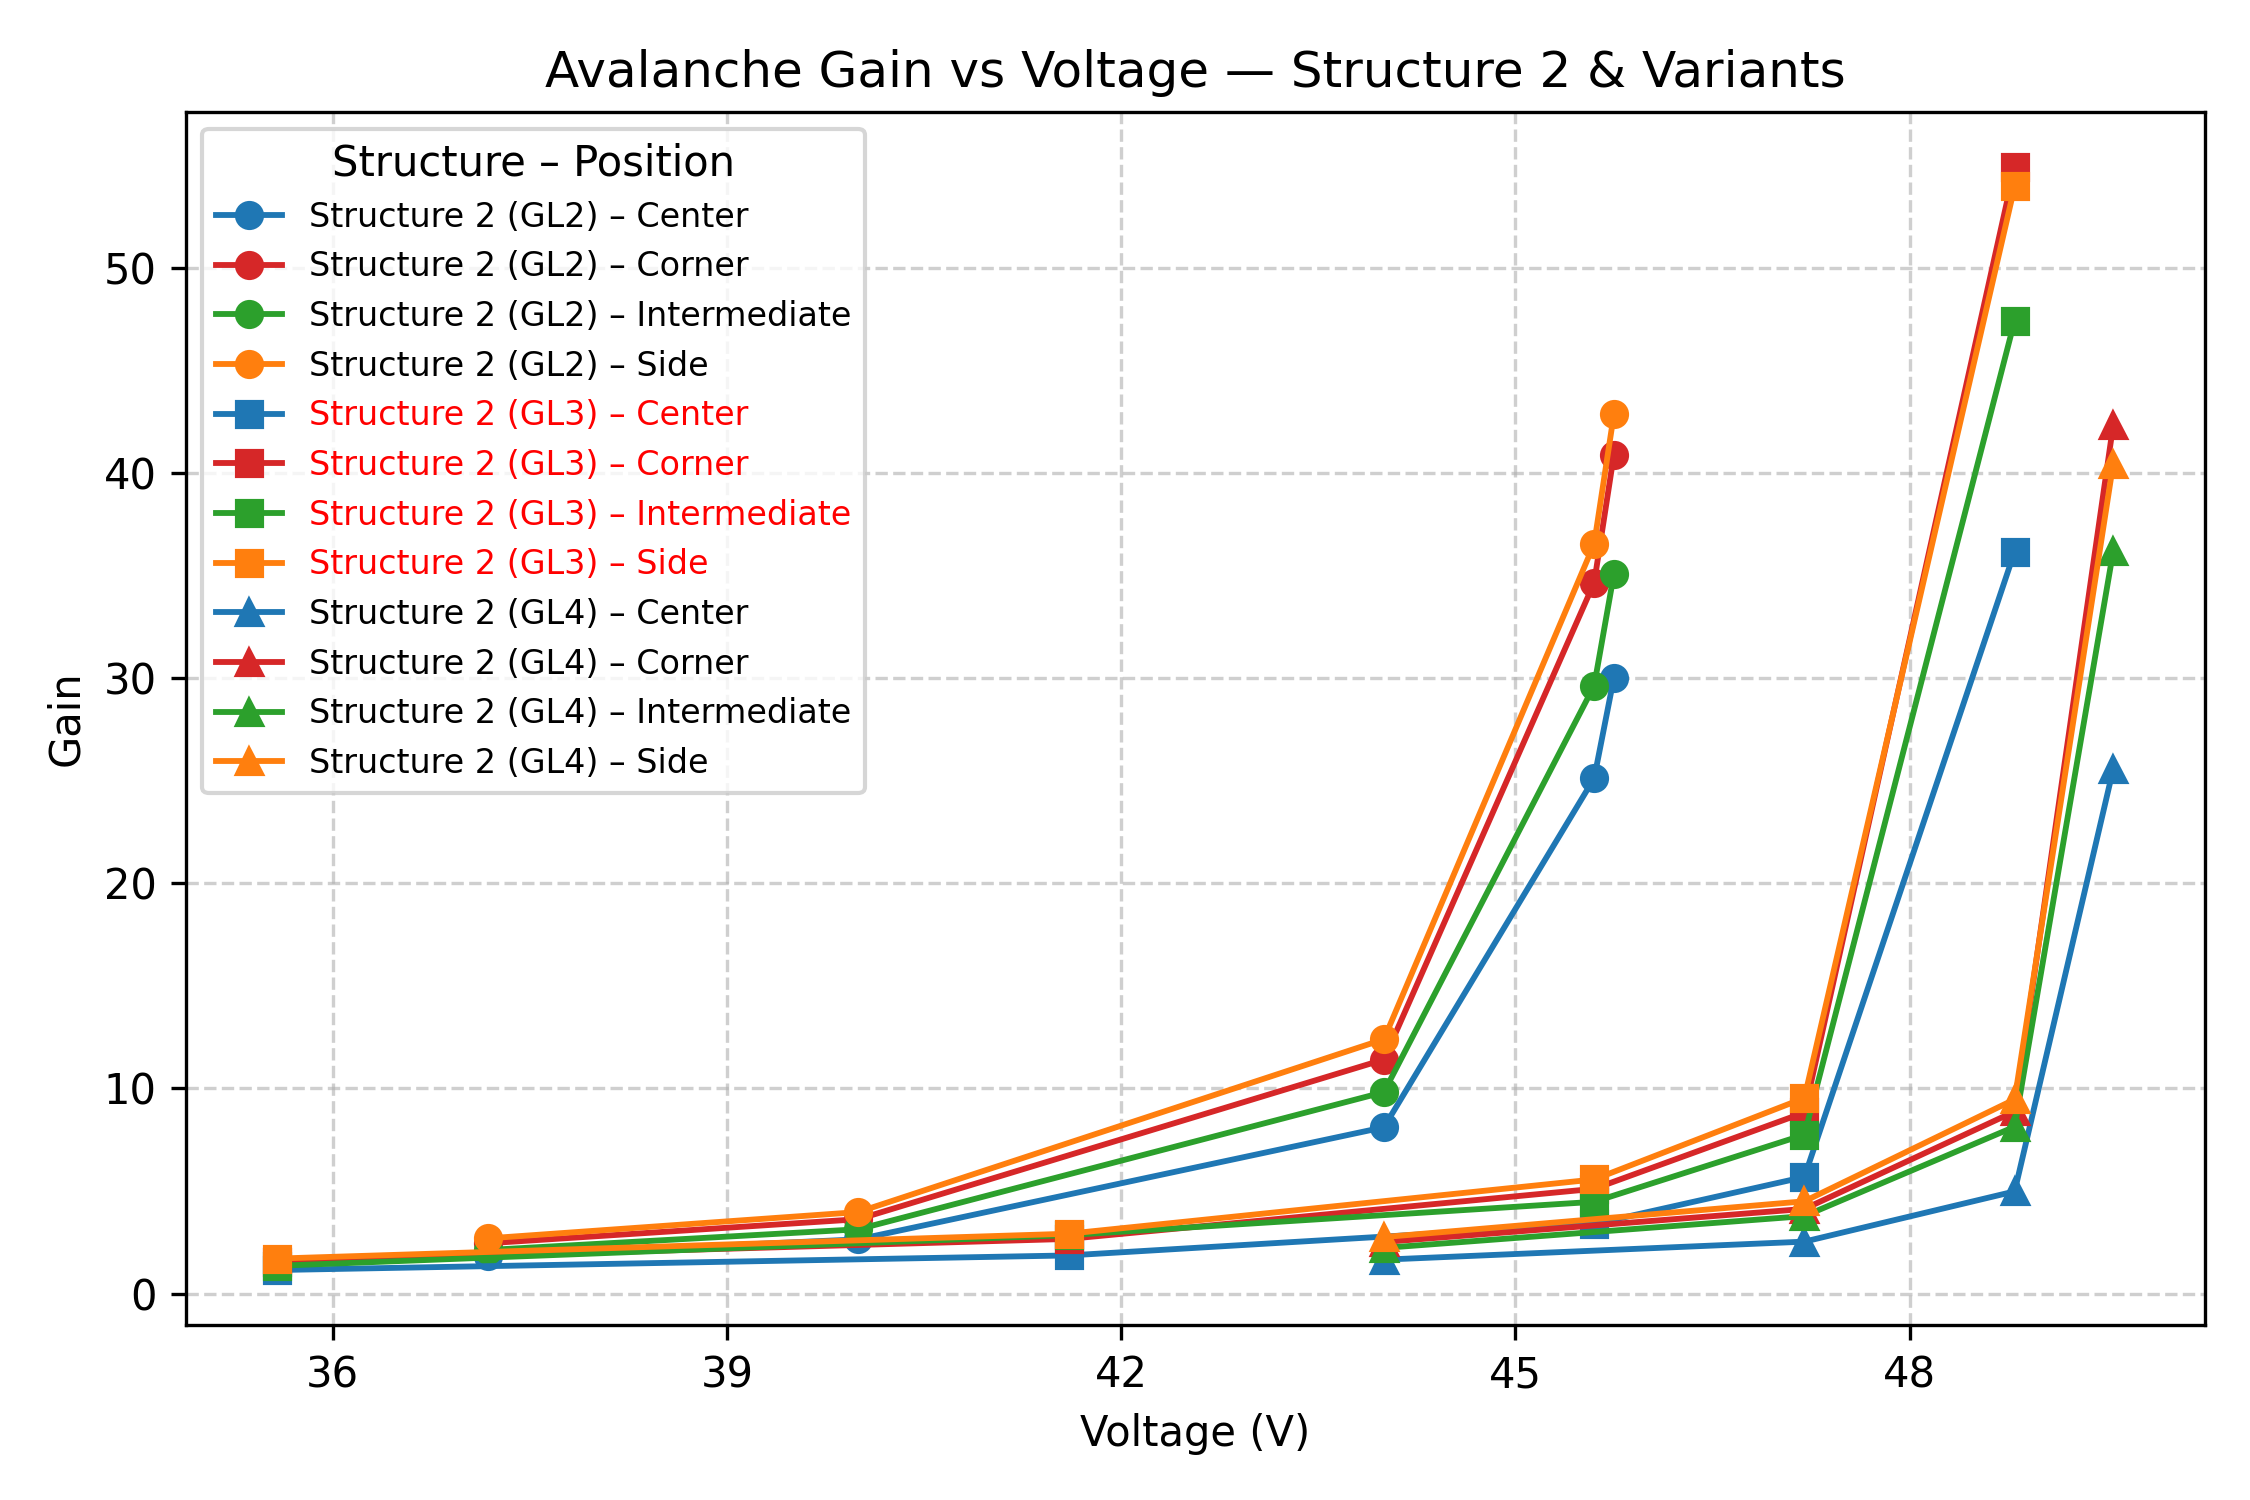 Avalanche Gain vs Voltage — Structure 2 & Variants
Structure – Position
Structure 2 (GL2) – Center
Structure 2 (GL2) – Corner
Structure 2 (GL2) – Intermediate
Structure 2 (GL2) – Side
Structure 2 (GL3) – Center
Structure 2 (GL3) – Corner
Structure 2 (GL3) – Intermediate
Structure 2 (GL3) – Side
Structure 2 (GL4) – Center
Structure 2 (GL4) – Corner
Structure 2 (GL4) – Intermediate
Structure 2 (GL4) – Side
Gain
50
40
30
20
10
0
36 39 42 45 48
Voltage (V)